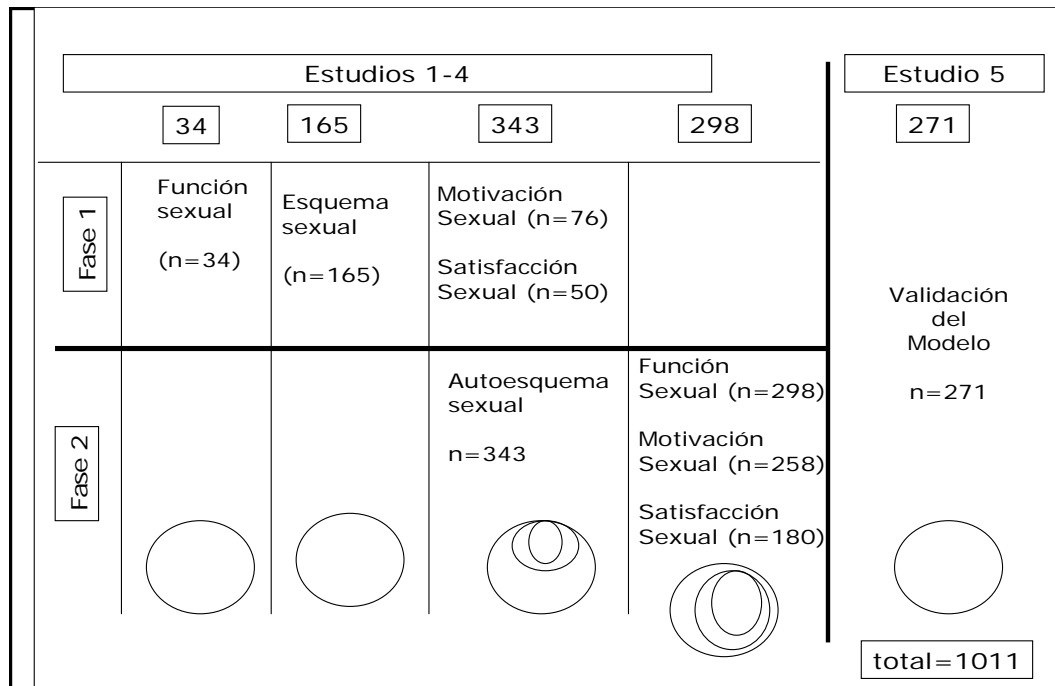 Estudios 1-4
Estudio 5
34
165
343
298
271
Fase 1
Función
sexual
(n=34)
Esquema
sexual
(n=165)
Motivación
Sexual (n=76)
Satisfacción
Sexual (n=50)
Validación
del
Modelo
n=271
Fase 2
Autoesquema
sexual
n=343
Función
Sexual (n=298)
Motivación
Sexual (n=258)
Satisfacción
Sexual (n=180)
total=1011